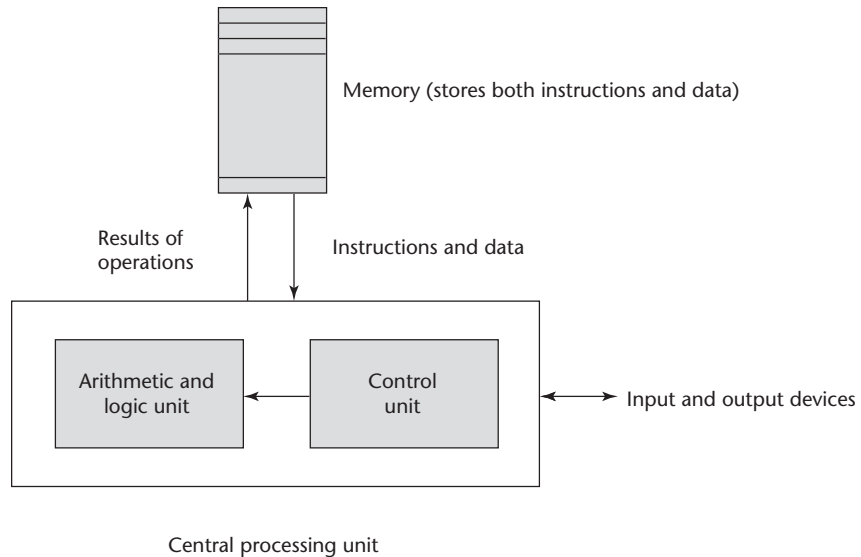 Memory (stores both instructions and data)
Results of
operations
Instructions and data
Arithmetic and
logic unit
Control
unit
Input and output devices
Central processing unit